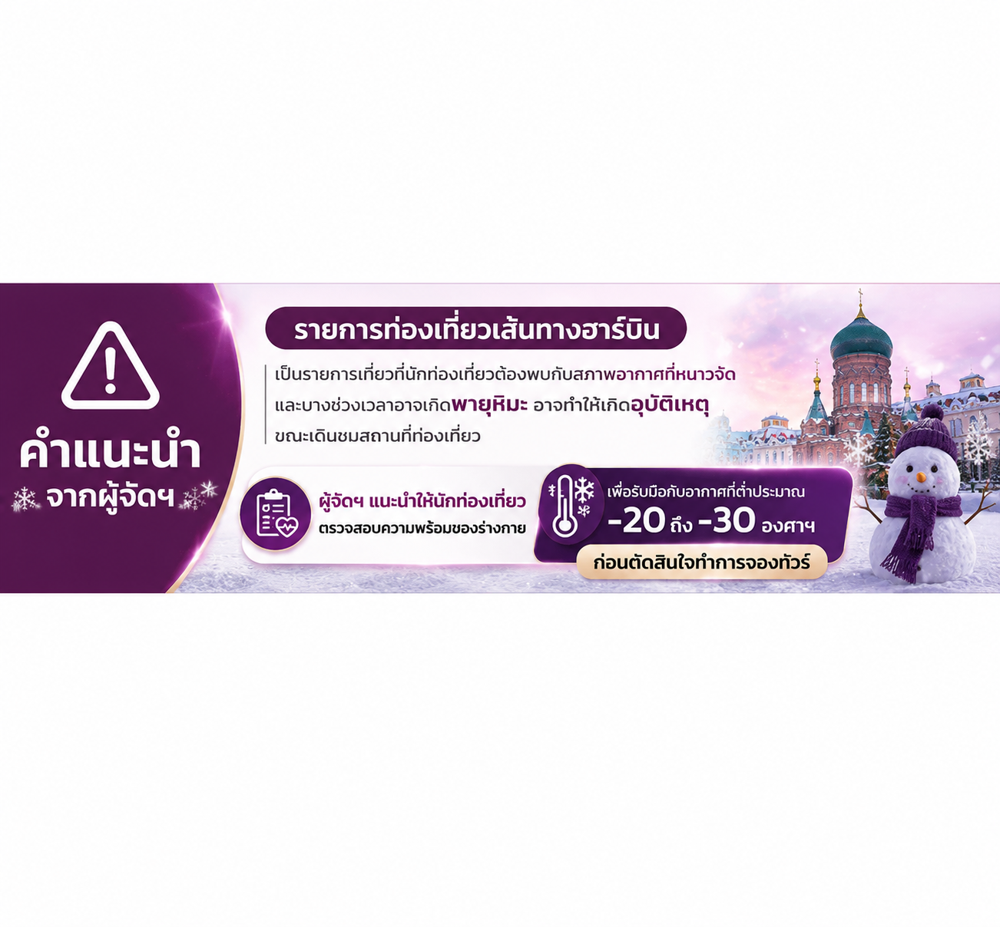 คำแนะนำ
จากผู้จัดฯ
รายการท่องเที่ยวเส้นทางฮาร์บิน
เป็นรายการเที่ยวที่นักท่องเที่ยวต้องพบกับสภาพอากาศที่หนาวจัด
และบางช่วงเวลาอาจเกิดพายุหิมะ อาจทำให้เกิดอุบัติเหตุ
ขณะเดินชมสถานที่ท่องเที่ยว
ผู้จัดฯ แนะนำให้นักท่องเที่ยว
ตรวจสอบความพร้อมของร่างกาย
เพื่อรับมือกับอากาศที่ต่ำประมาณ
-20 ถึง -30 องศาฯ
ก่อนตัดสินใจทำการจองทัวร์